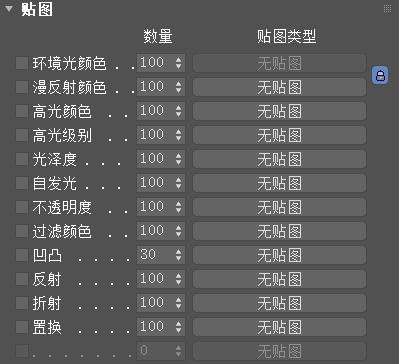 贴图
数量 贴图类型
环境光颜色 . . 100 无贴图
漫反射颜色 . . 100 无贴图
高光颜色 . . . 100 无贴图
高光级别 . . . 100 无贴图
光泽度 . . . . 100 无贴图
自发光 . . . . 100 无贴图
不透明度 . . . 100 无贴图
过滤颜色 . . . 100 无贴图
凹凸 . . . . . 30 无贴图
反射 . . . . . 100 无贴图
折射 . . . . . 100 无贴图
置换 . . . . . 100 无贴图
. . . . . . . . 0 无贴图